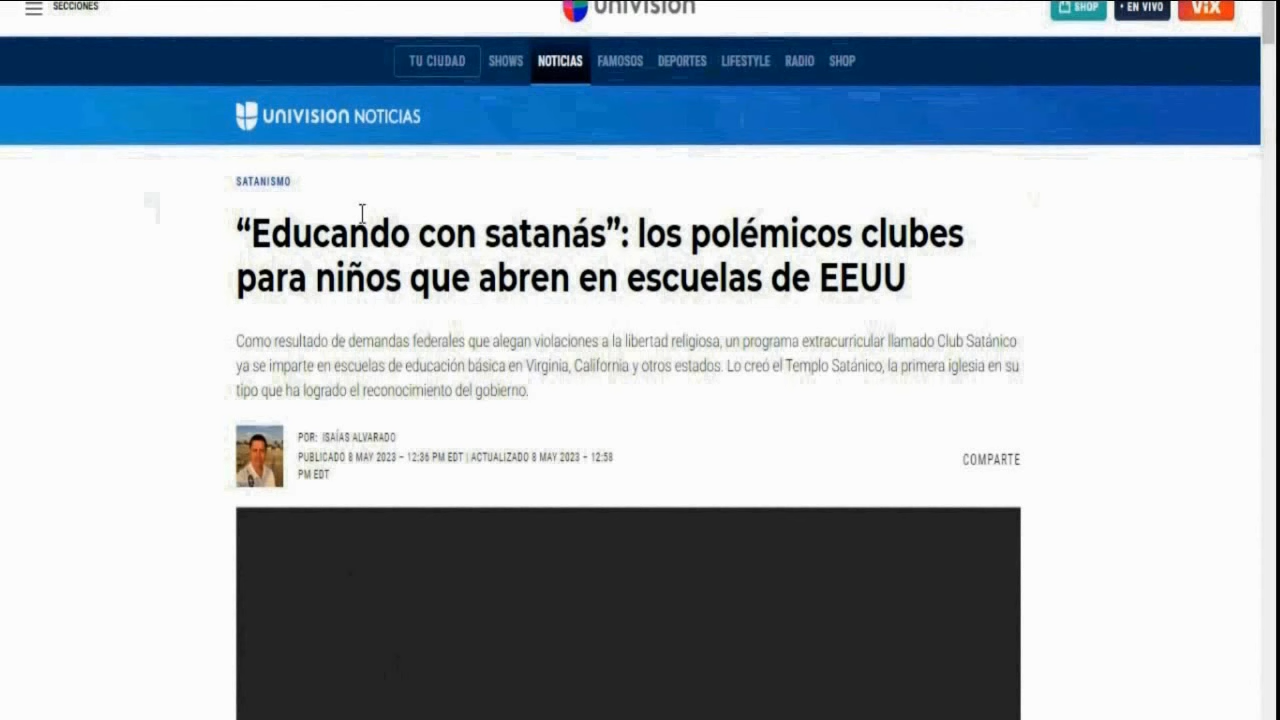 SECCIONES
univision
SHOP
• EN VIVO
ViX
TU CIUDAD
SHOWS
NOTICIAS
FAMOSOS
DEPORTES
LIFESTYLE
RADIO
SHOP
univision NOTICIAS
SATANISMO
“Educando con satanás”: los polémicos clubes
para niños que abren en escuelas de EEUU
Como resultado de demandas federales que alegan violaciones a la libertad religiosa, un programa extracurricular llamado Club Satánico
ya se imparte en escuelas de educación básica en Virginia, California y otros estados. Lo creó el Templo Satánico, la primera iglesia en su
tipo que ha logrado el reconocimiento del gobierno.
POR: ISAÍAS ALVARADO
PUBLICADO 8 MAY 2023 – 12:36 PM EDT | ACTUALIZADO 8 MAY 2023 – 12:58
PM EDT
COMPARTE